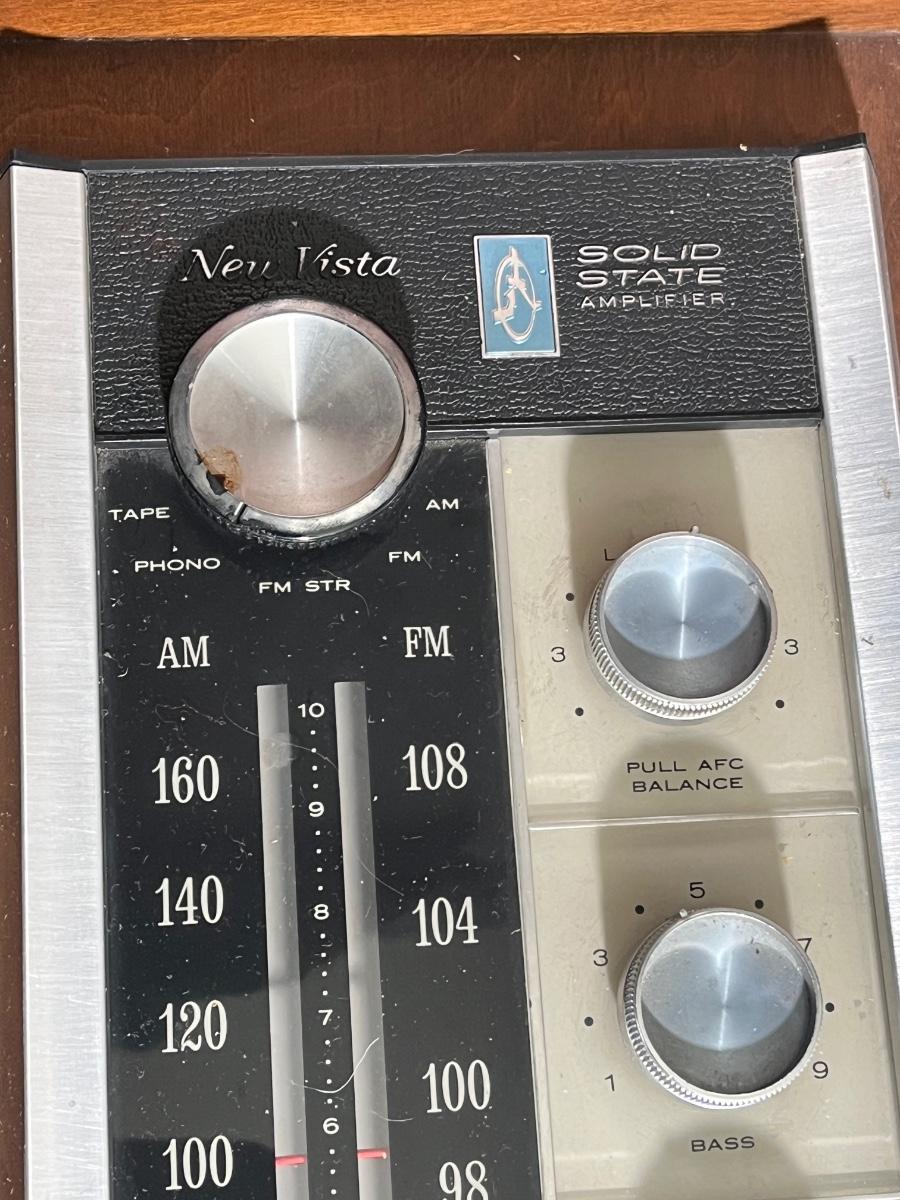 New Vista
SOLID
STATE
AMPLIFIER
TAPE
AM
PHONO
FM
FM STR
AM
FM
10
160
108
9
140
8
104
120
7
100
6
100
98
L
3
3
PULL AFC
BALANCE
5
3
7
1
9
BASS